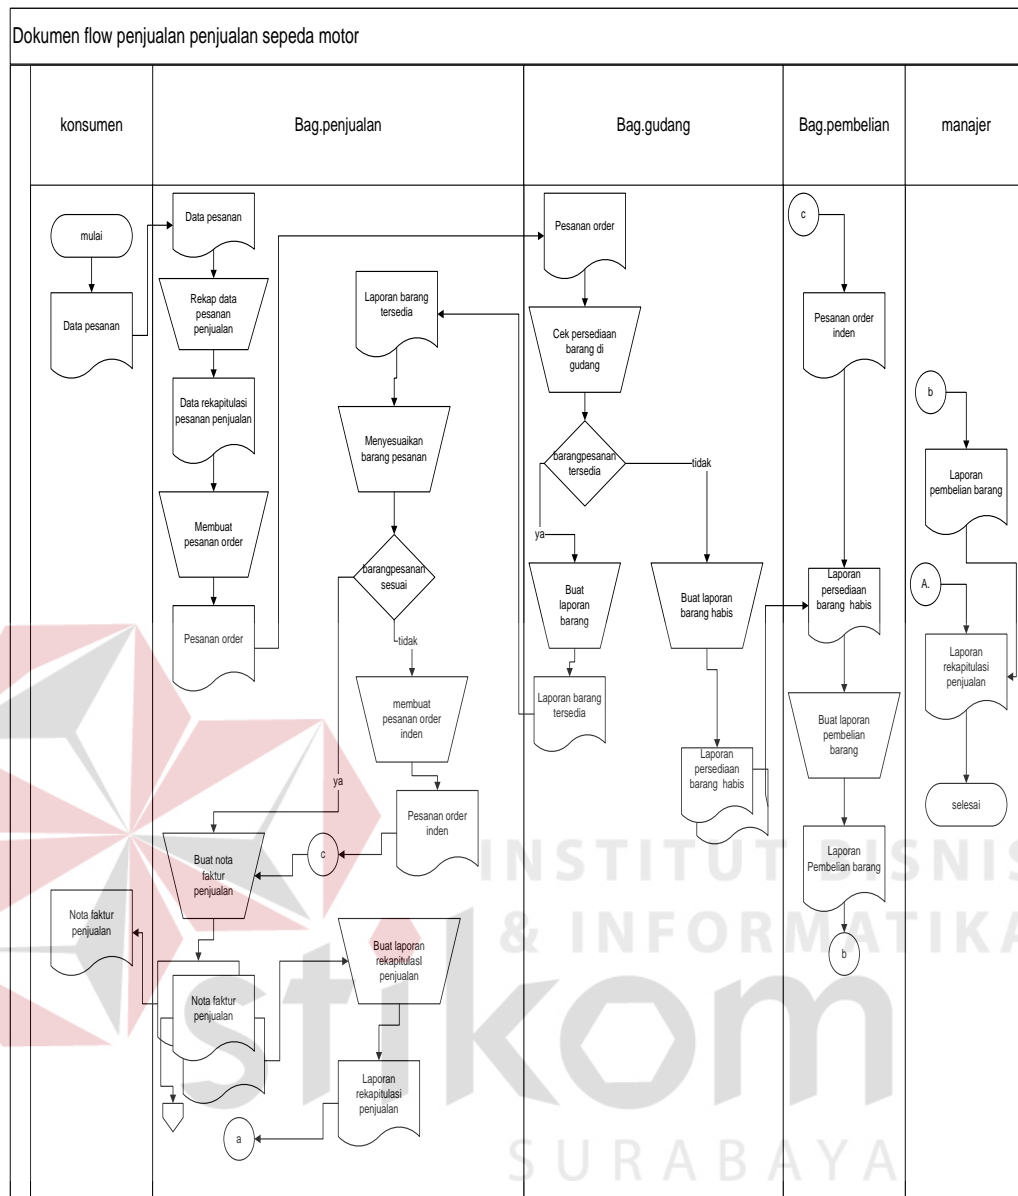 Dokumen flow penjualan penjualan sepeda motor
konsumen
Bag.penjualan
Bag.gudang
Bag.pembelian
manajer
mulai
Data pesanan
Nota faktur
penjualan
Data pesanan
Rekap data
pesanan
penjualan
Data rekapitulasi
pesanan penjualan
Membuat
pesanan order
Pesanan order
Laporan barang
tersedia
Menyesuaikan
barang pesanan
barangpesanan
sesuai
tidak
ya
membuat
pesanan order
inden
Pesanan order
inden
c
Buat nota
faktur
penjualan
Nota faktur
penjualan
Buat laporan
rekapitulasI
penjualan
Laporan
rekapitulasi
penjualan
a
Pesanan order
Cek persediaan
barang di
gudang
barangpesanan
tersedia
tidak
ya
Buat
laporan
barang
Buat laporan
barang habis
Laporan barang
tersedia
Laporan
persediaan
barang habis
c
Pesanan order
inden
Laporan
persediaan
barang habis
Buat laporan
pembelian
barang
Laporan
Pembelian barang
b
b
Laporan
pembelian barang
A.
Laporan
rekapitulasi
penjualan
selesai
INSTITUT BISNIS
& INFORMATIKA
stikom
SURABAYA